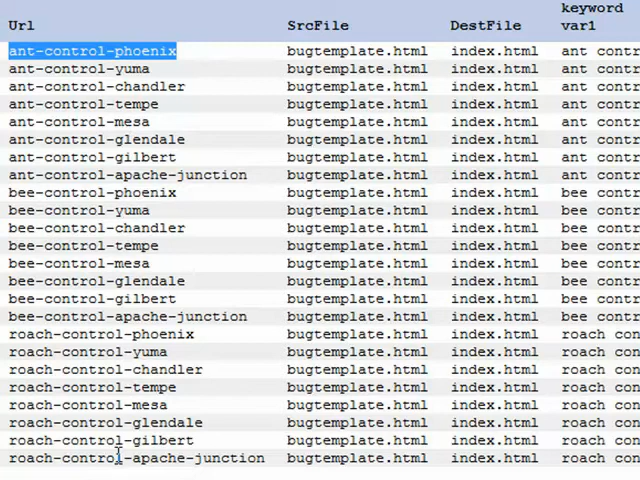 keyword
Url SrcFile DestFile var1
ant-control-phoenix bugtemplate.html index.html ant contr
ant-control-yuma bugtemplate.html index.html ant contr
ant-control-chandler bugtemplate.html index.html ant contr
ant-control-tempe bugtemplate.html index.html ant contr
ant-control-mesa bugtemplate.html index.html ant contr
ant-control-glendale bugtemplate.html index.html ant contr
ant-control-gilbert bugtemplate.html index.html ant contr
ant-control-apache-junction bugtemplate.html index.html ant contr
bee-control-phoenix bugtemplate.html index.html bee contr
bee-control-yuma bugtemplate.html index.html bee contr
bee-control-chandler bugtemplate.html index.html bee contr
bee-control-tempe bugtemplate.html index.html bee contr
bee-control-mesa bugtemplate.html index.html bee contr
bee-control-glendale bugtemplate.html index.html bee contr
bee-control-gilbert bugtemplate.html index.html bee contr
bee-control-apache-junction bugtemplate.html index.html bee contr
roach-control-phoenix bugtemplate.html index.html roach con
roach-control-yuma bugtemplate.html index.html roach con
roach-control-chandler bugtemplate.html index.html roach con
roach-control-tempe bugtemplate.html index.html roach con
roach-control-mesa bugtemplate.html index.html roach con
roach-control-glendale bugtemplate.html index.html roach con
roach-control-gilbert bugtemplate.html index.html roach con
roach-control-apache-junction bugtemplate.html index.html roach con